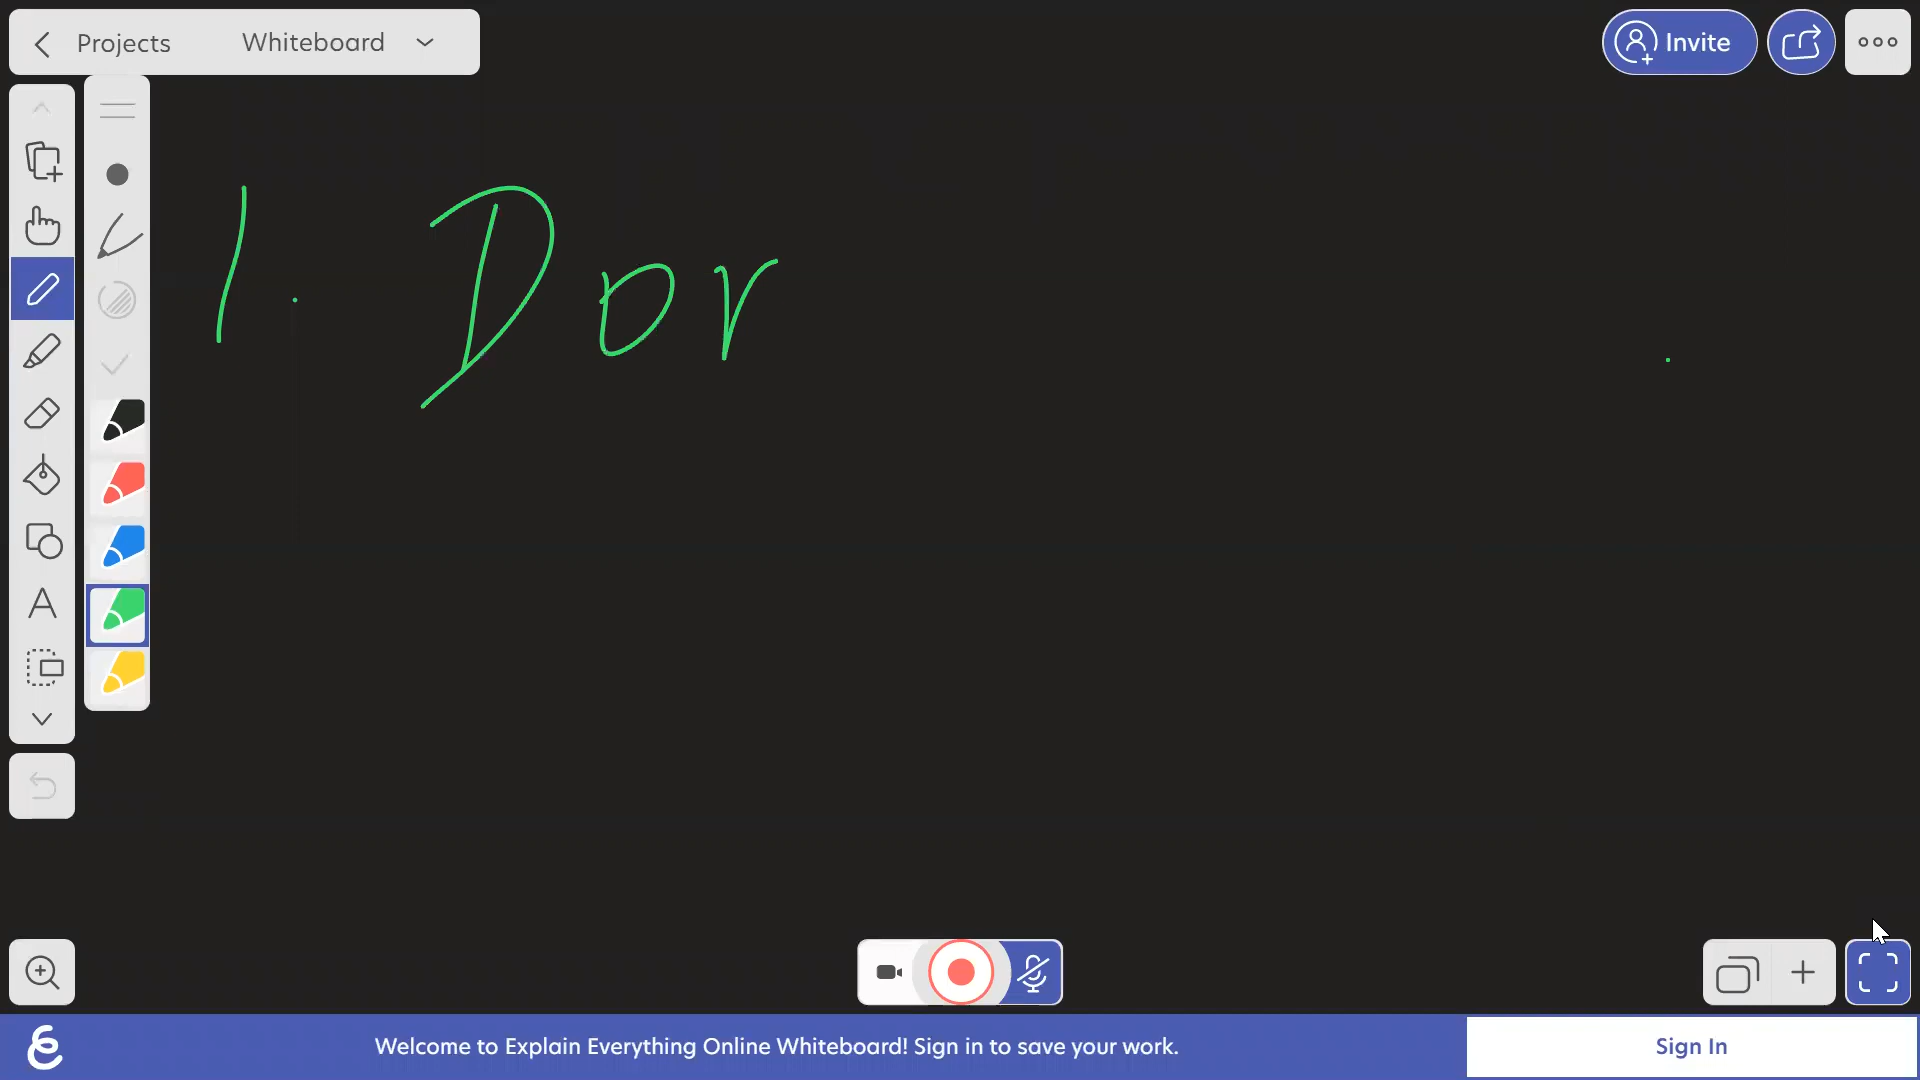 Projects Whiteboard Invite
1. Dor
Welcome to Explain Everything Online Whiteboard! Sign in to save your work. Sign In